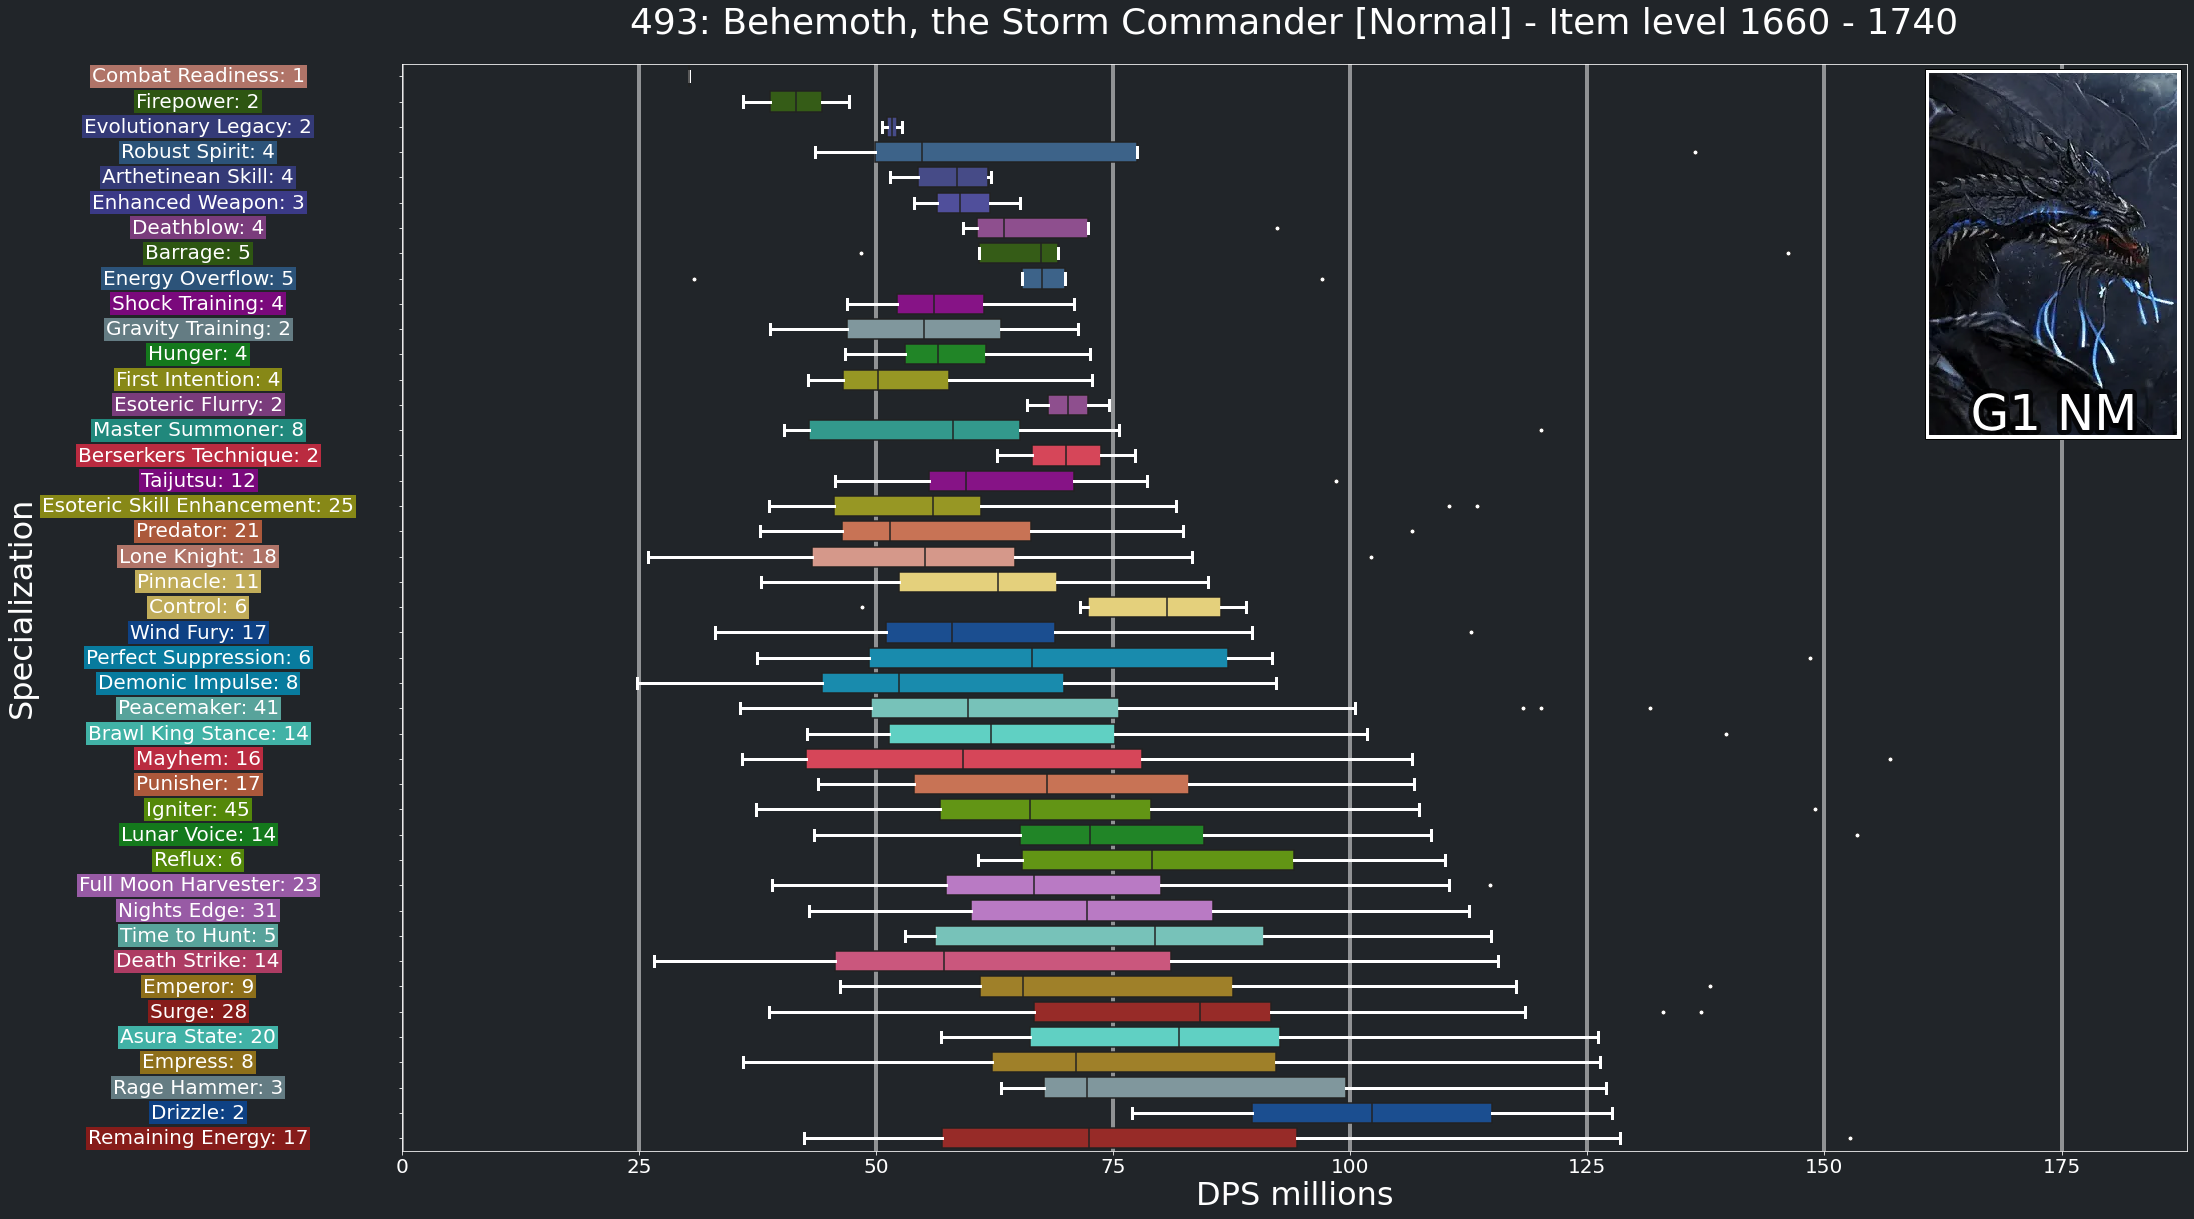 493: Behemoth, the Storm Commander [Normal] - Item level 1660 - 1740
Combat Readiness: 1
Firepower: 2
Evolutionary Legacy: 2
Robust Spirit: 4
Arthetinean Skill: 4
Enhanced Weapon: 3
Deathblow: 4
Barrage: 5
Energy Overflow: 5
Shock Training: 4
Gravity Training: 2
Hunger: 4
First Intention: 4
Esoteric Flurry: 2
Master Summoner: 8
Berserkers Technique: 2
Taijutsu: 12
Esoteric Skill Enhancement: 25
Predator: 21
Lone Knight: 18
Pinnacle: 11
Control: 6
Wind Fury: 17
Perfect Suppression: 6
Demonic Impulse: 8
Peacemaker: 41
Brawl King Stance: 14
Mayhem: 16
Punisher: 17
Igniter: 45
Lunar Voice: 14
Reflux: 6
Full Moon Harvester: 23
Nights Edge: 31
Time to Hunt: 5
Death Strike: 14
Emperor: 9
Surge: 28
Asura State: 20
Empress: 8
Rage Hammer: 3
Drizzle: 2
Remaining Energy: 17
Specialization
G1 NM
0 25 50 75 100 125 150 175
DPS millions